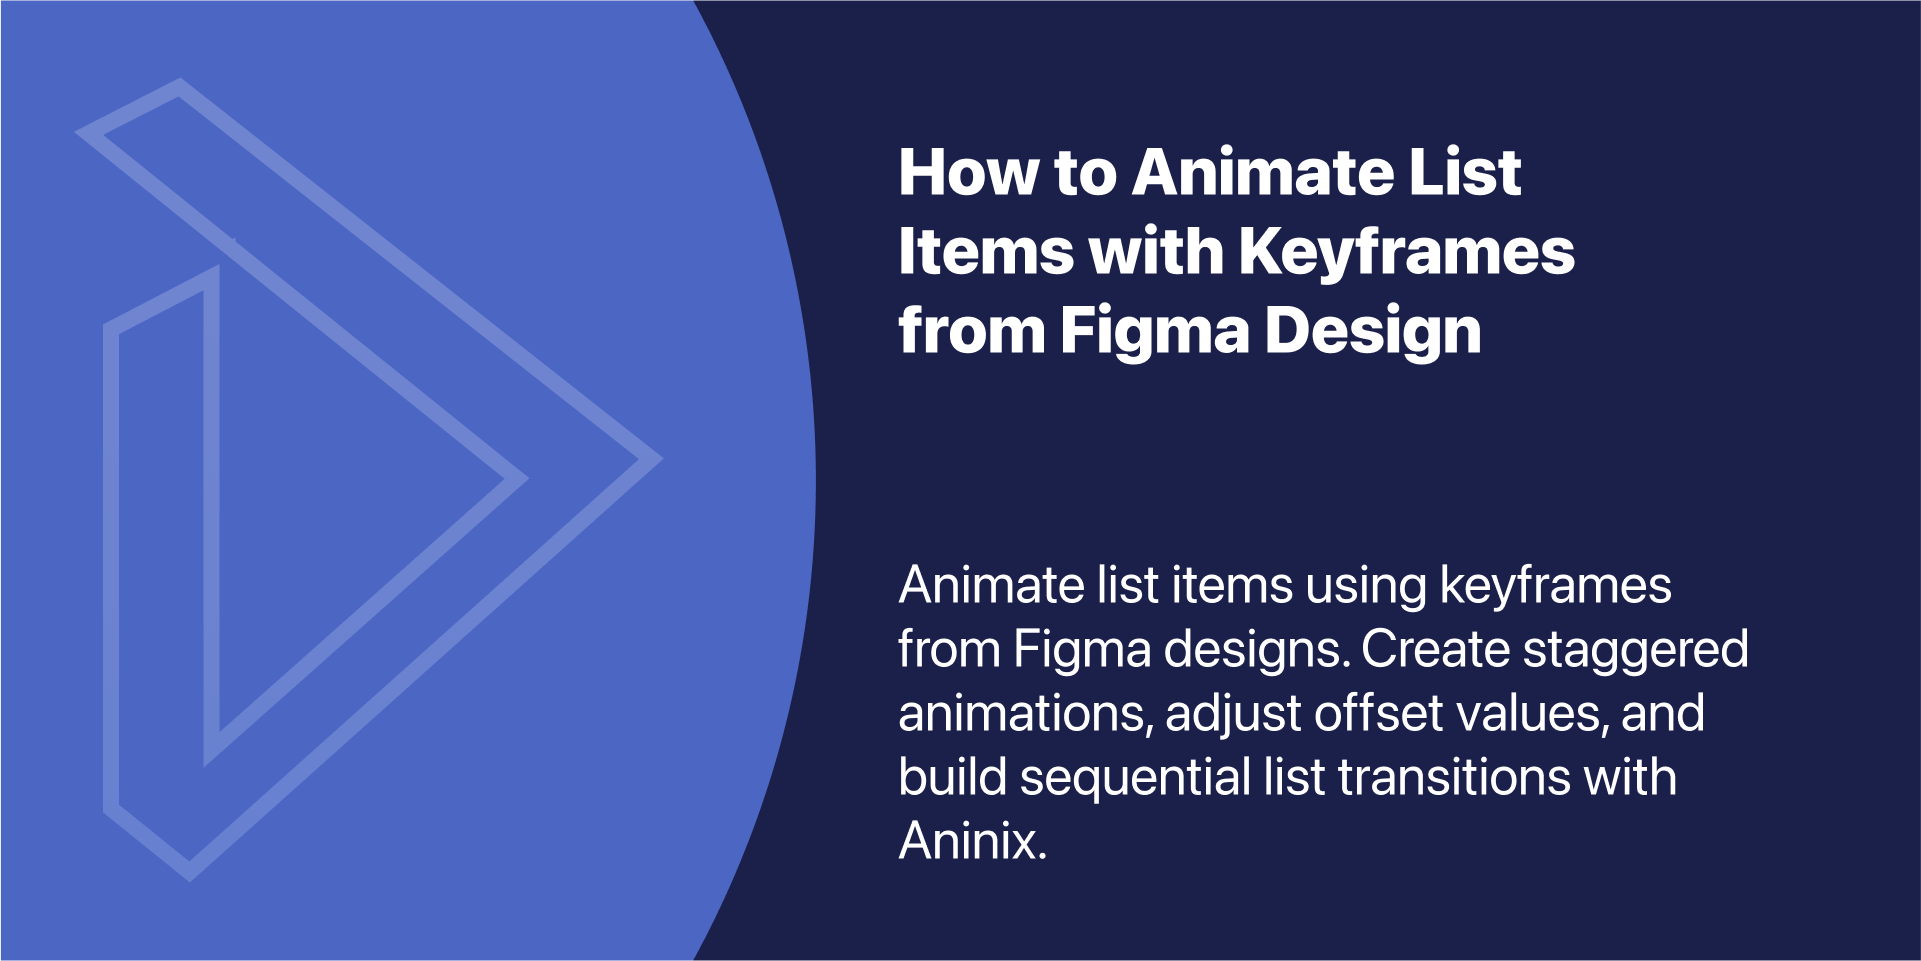 How to Animate List
Items with Keyframes
from Figma Design
Animate list items using keyframes
from Figma designs. Create staggered
animations, adjust offset values, and
build sequential list transitions with
Aninix.